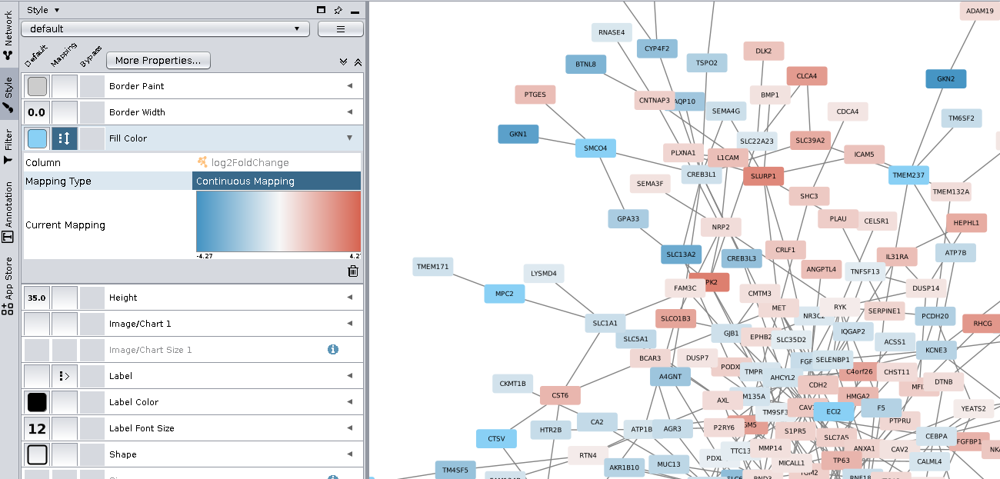 Network
Style
Filter
Annotation
App Store
Style
default
Default
Mapping
Bypass
More Properties...
Border Paint
0.0 Border Width
Fill Color
Column log2FoldChange
Mapping Type Continuous Mapping
Current Mapping
-4.27 4.2
35.0 Height
Image/Chart 1
Image/Chart Size 1
Label
Label Color
12 Label Font Size
Shape
ADAM19
RNASE4
CYP4F2
DLK2
BTNL8
TSPO2
CLCA4
GKN2
PTGES
CNTNAP3
AQP10
BMP1
SEMA4G
CDCA4
TM6SF2
GKN1
SMCO4
SLC22A23
SLC39A2
PLXNA1
L1CAM
ICAM5
CREB3L1
SLURP1
TMEM237
SEMA3F
TMEM132A
SHC3
GPA33
NRP2
PLAU
CELSR1
HEPHL1
SLC13A2
CREB3L3
CRLF1
IL31RA
ATP7B
TMEM171
LYSMD4
ANGPTL4
TNFSF13
MPC2
FAM3C
PK2
CMTM3
DUSP14
SLC1A1
SLCO1B3
MET
NR3C2
RYK
SERPINE1
PCDH20
RHCG
SLC5A1
GJB1
EPHB2
SLC35D2
IQGAP2
ACSS1
KCNE3
BCAR3
DUSP7
PODX
TMPR
FGF
SELENBP1
CKMT1B
A4GNT
AHCYL2
C4orf26
CHST11
DTNB
MFI
CST6
AXL
M135A
CDH2
HMGA2
CAV
ECI2
F5
YEATS2
TM9SF3
HTR2B
CA2
ATP1B
AGR3
P2RY6
GM5
S1PR5
SLC7A5
PTPRU
CEBPA
FGFBP1
CTSV
RTN4
TTC13
MMP14
ANXA1
CAV2
NKA
PDXL
MICALL1
TP63
CALML4
TM4SF5
AKR1B10
MUC13
SLC6
RND3
TGM2
RNF18